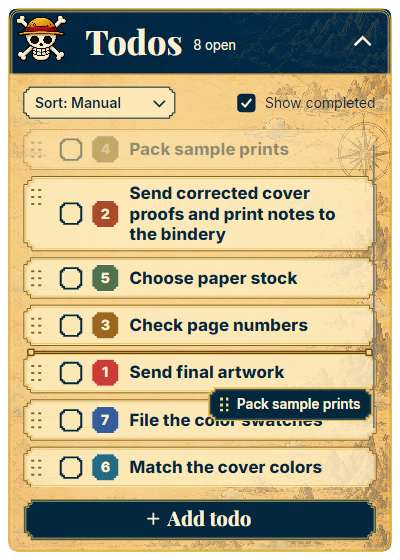 Todos 8 open
Sort: Manual
Show completed
4 Pack sample prints
2 Send corrected cover
proofs and print notes to
the bindery
5 Choose paper stock
3 Check page numbers
1 Send final artwork
Pack sample prints
7 File the color swatches
6 Match the cover colors
+ Add todo